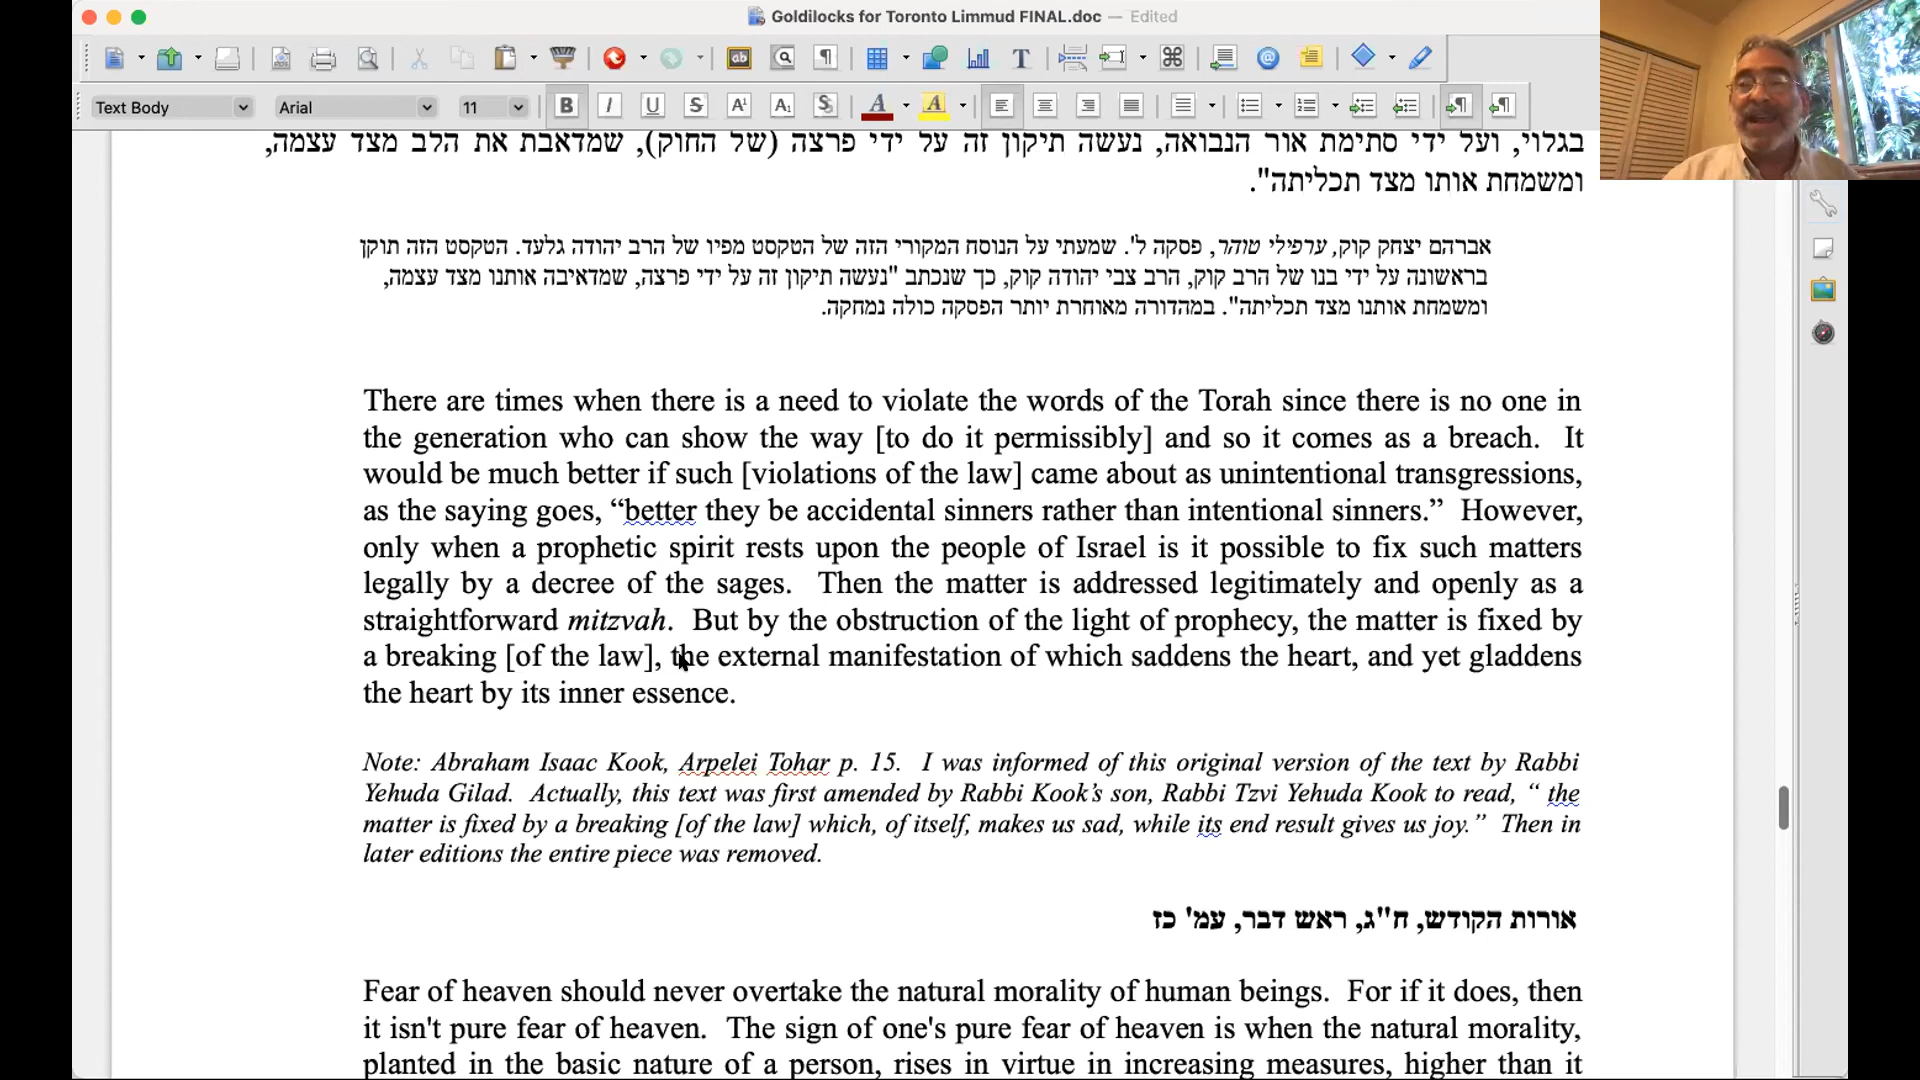 Goldilocks for Toronto Limmud FINAL.doc — Edited
Text Body Arial 11
בגלוי, ועל ידי סתימת אור הנבואה, נעשה תיקון זה על ידי פרצה (של החוק), שמדאבת את הלב מצד עצמה,
ומשמחת אותו מצד תכליתה".
אברהם יצחק קוק, ערפילי טוהר, פסקה ל'. שמעתי על הנוסח המקורי הזה של הטקסט מפיו של הרב יהודה גלעד. הטקסט הזה תוקן
בראשונה על ידי בנו של הרב קוק, הרב צבי יהודה קוק, כך שנכתב "נעשה תיקון זה על ידי פרצה, שמדאיבה אותנו מצד עצמה,
ומשמחת אותנו מצד תכליתה". במהדורה מאוחרת יותר הפסקה כולה נמחקה.
There are times when there is a need to violate the words of the Torah since there is no one in
the generation who can show the way [to do it permissibly] and so it comes as a breach. It
would be much better if such [violations of the law] came about as unintentional transgressions,
as the saying goes, “better they be accidental sinners rather than intentional sinners.” However,
only when a prophetic spirit rests upon the people of Israel is it possible to fix such matters
legally by a decree of the sages. Then the matter is addressed legitimately and openly as a
straightforward mitzvah. But by the obstruction of the light of prophecy, the matter is fixed by
a breaking [of the law], the external manifestation of which saddens the heart, and yet gladdens
the heart by its inner essence.
Note: Abraham Isaac Kook, Arpelei Tohar p. 15. I was informed of this original version of the text by Rabbi
Yehuda Gilad. Actually, this text was first amended by Rabbi Kook’s son, Rabbi Tzvi Yehuda Kook to read, “ the
matter is fixed by a breaking [of the law] which, of itself, makes us sad, while its end result gives us joy.” Then in
later editions the entire piece was removed.
אורות הקודש, ח"ג, ראש דבר, עמ' כז
Fear of heaven should never overtake the natural morality of human beings. For if it does, then
it isn't pure fear of heaven. The sign of one's pure fear of heaven is when the natural morality,
planted in the basic nature of a person, rises in virtue in increasing measures, higher than it